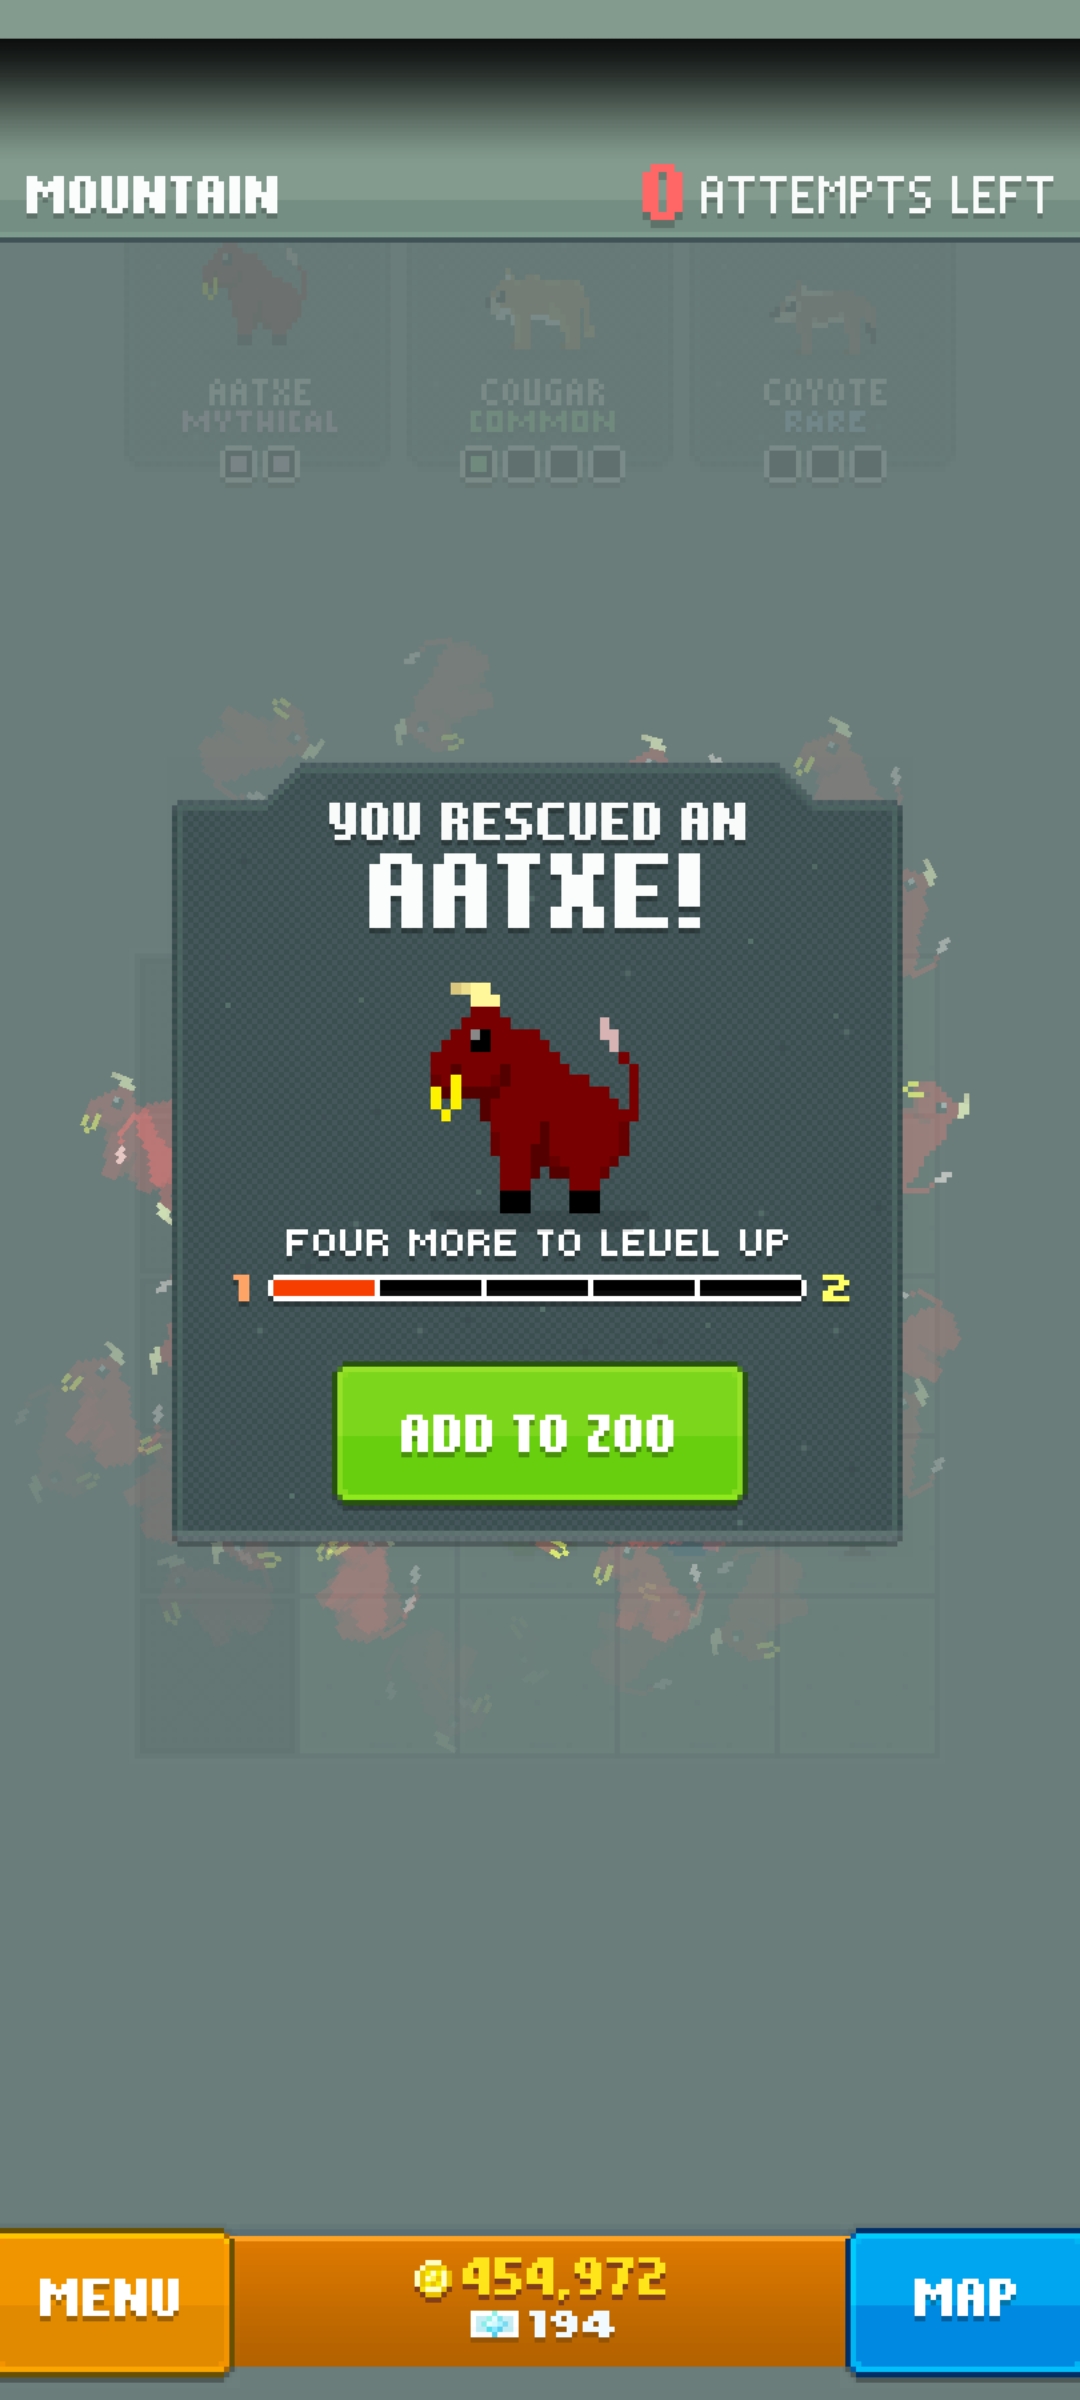 MOUNTAIN
0 ATTEMPTS LEFT
AATXE
MYTHICAL
COUGAR
COMMON
COYOTE
RARE
YOU RESCUED AN
AATXE!
FOUR MORE TO LEVEL UP
1 2
ADD TO ZOO
MENU
454,972
194
MAP